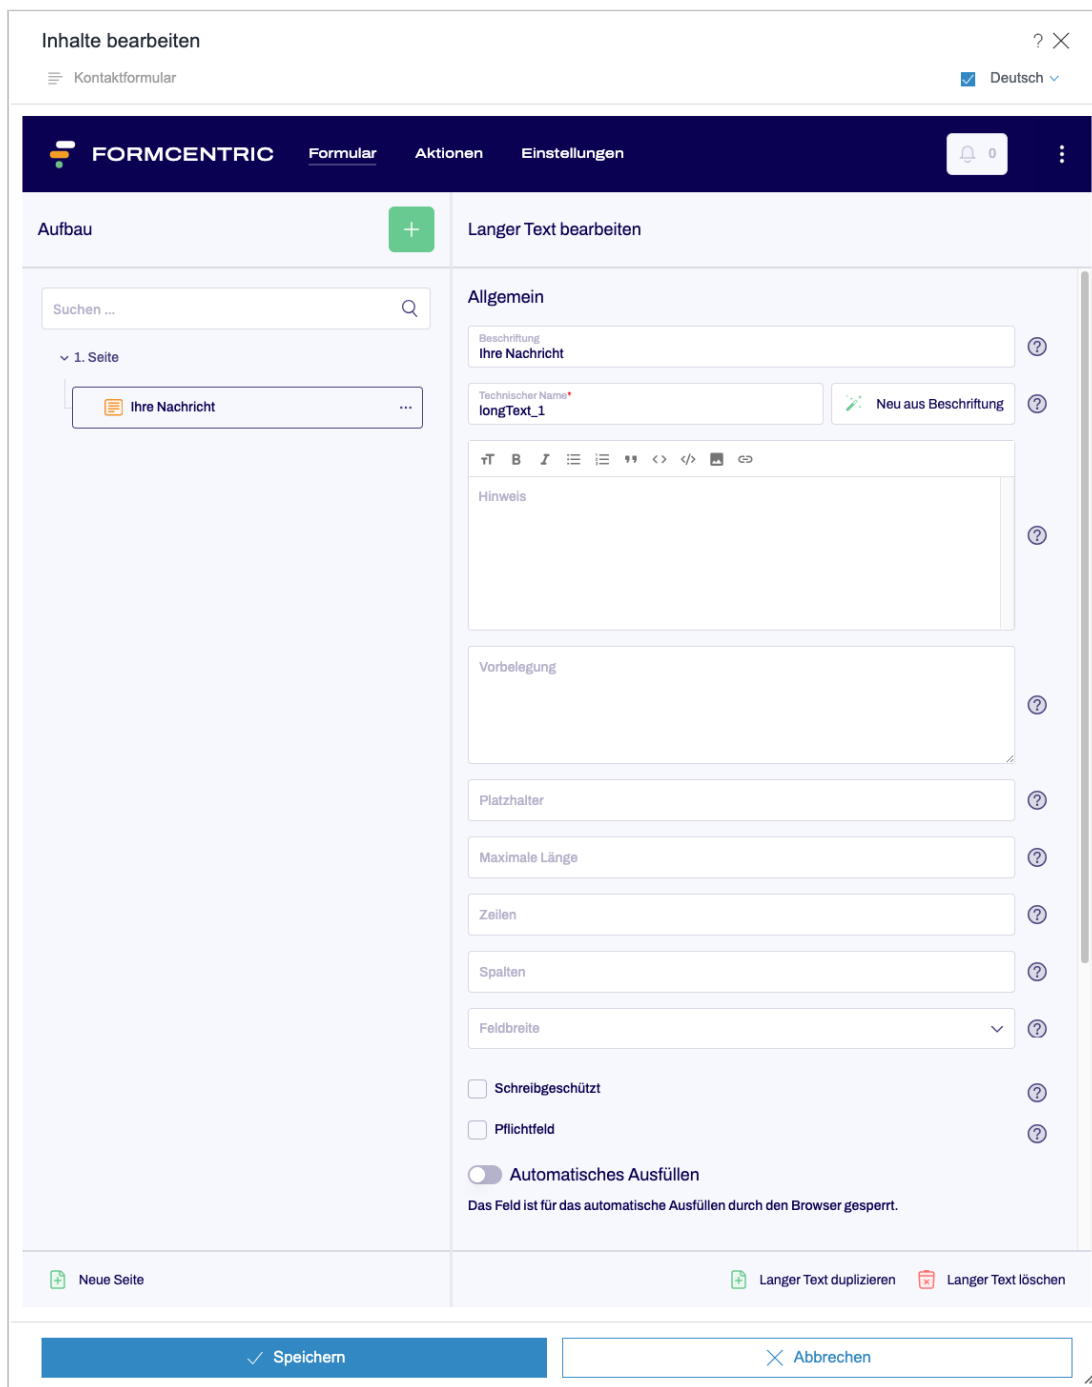 Inhalte bearbeiten
?
Kontaktformular
Deutsch
FORMCENTRIC
Formular
Aktionen
Einstellungen
0
Aufbau
Langer Text bearbeiten
Suchen ...
1. Seite
Ihre Nachricht
Allgemein
Beschriftung
Ihre Nachricht
Technischer Name*
longText_1
Neu aus Beschriftung
Hinweis
Vorbelegung
Platzhalter
Maximale Länge
Zeilen
Spalten
Feldbreite
Schreibgeschützt
Pflichtfeld
Automatisches Ausfüllen
Das Feld ist für das automatische Ausfüllen durch den Browser gesperrt.
Neue Seite
Langer Text duplizieren
Langer Text löschen
Speichern
Abbrechen